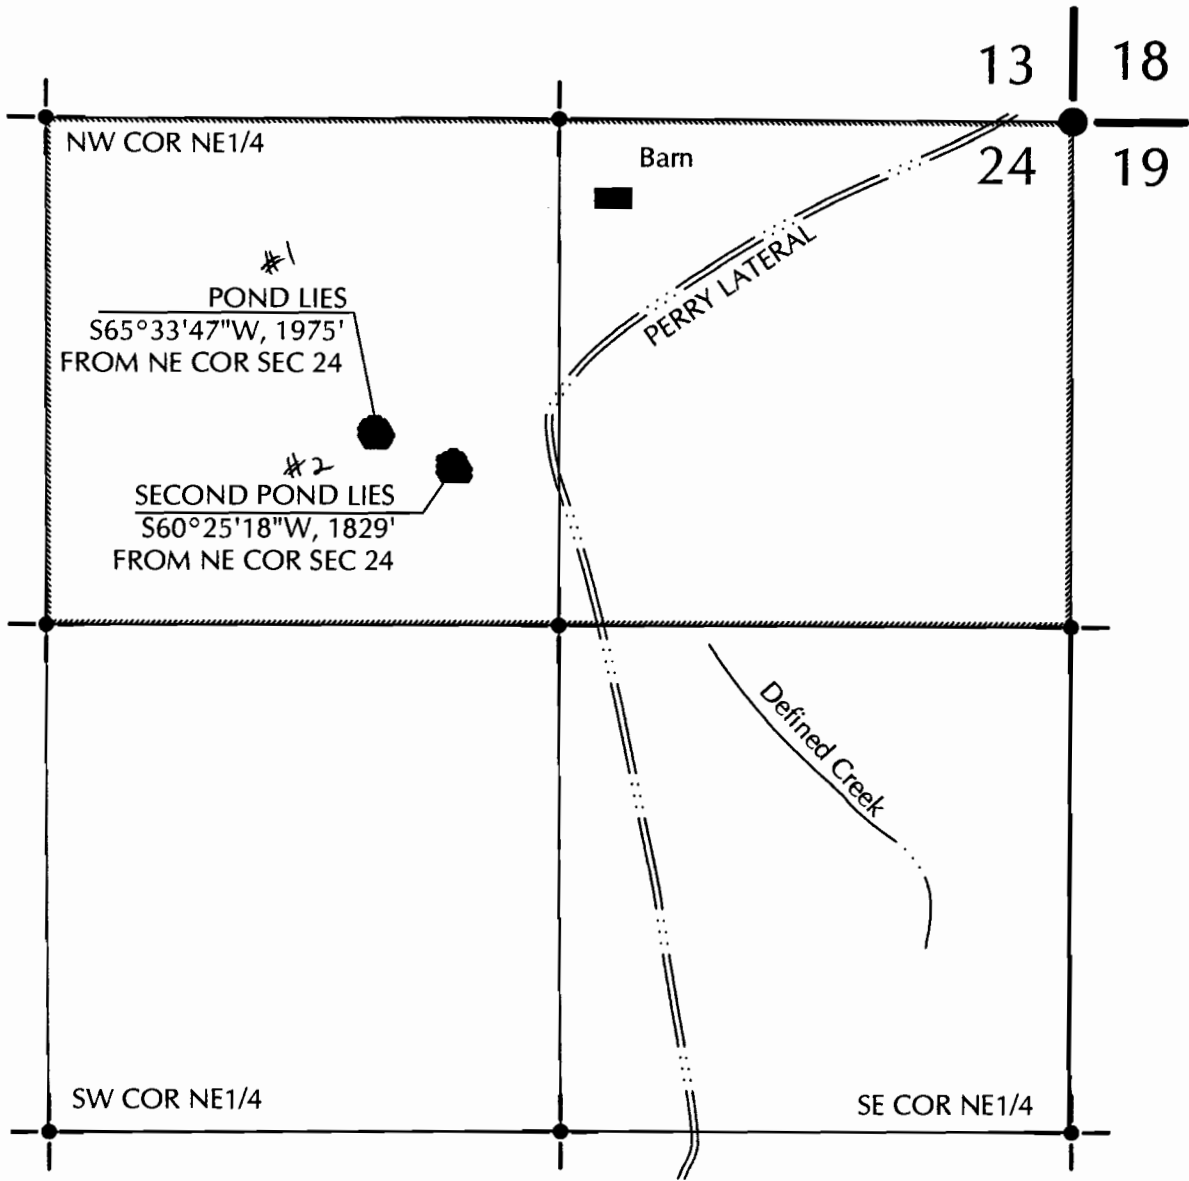 13 18
NW COR NE1/4
Barn
24 19
#1
POND LIES
S65°33'47"W, 1975'
FROM NE COR SEC 24
PERRY LATERAL
#2
SECOND POND LIES
S60°25'18"W, 1829'
FROM NE COR SEC 24
Defined Creek
SW COR NE1/4
SE COR NE1/4